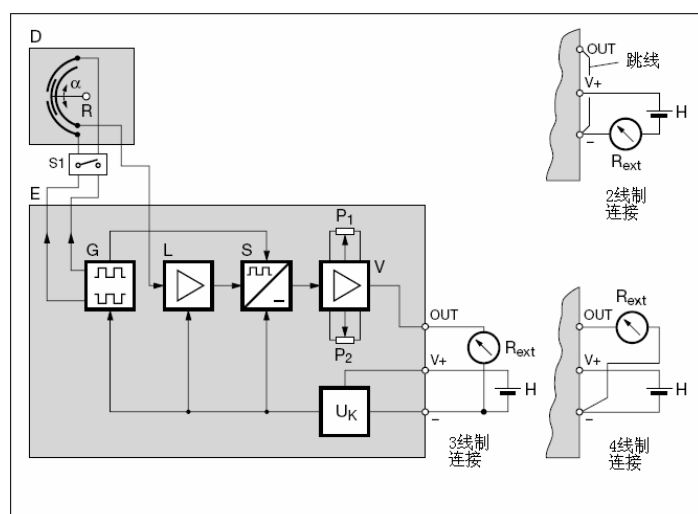 D
α
R
S1
E
G
L
S
P1
V
P2
UK
OUT
V+
–
Rext
H
3线制
连接
OUT
跳线
V+
–
H
Rext
2线制
连接
OUT
Rext
V+
H
–
4线制
连接